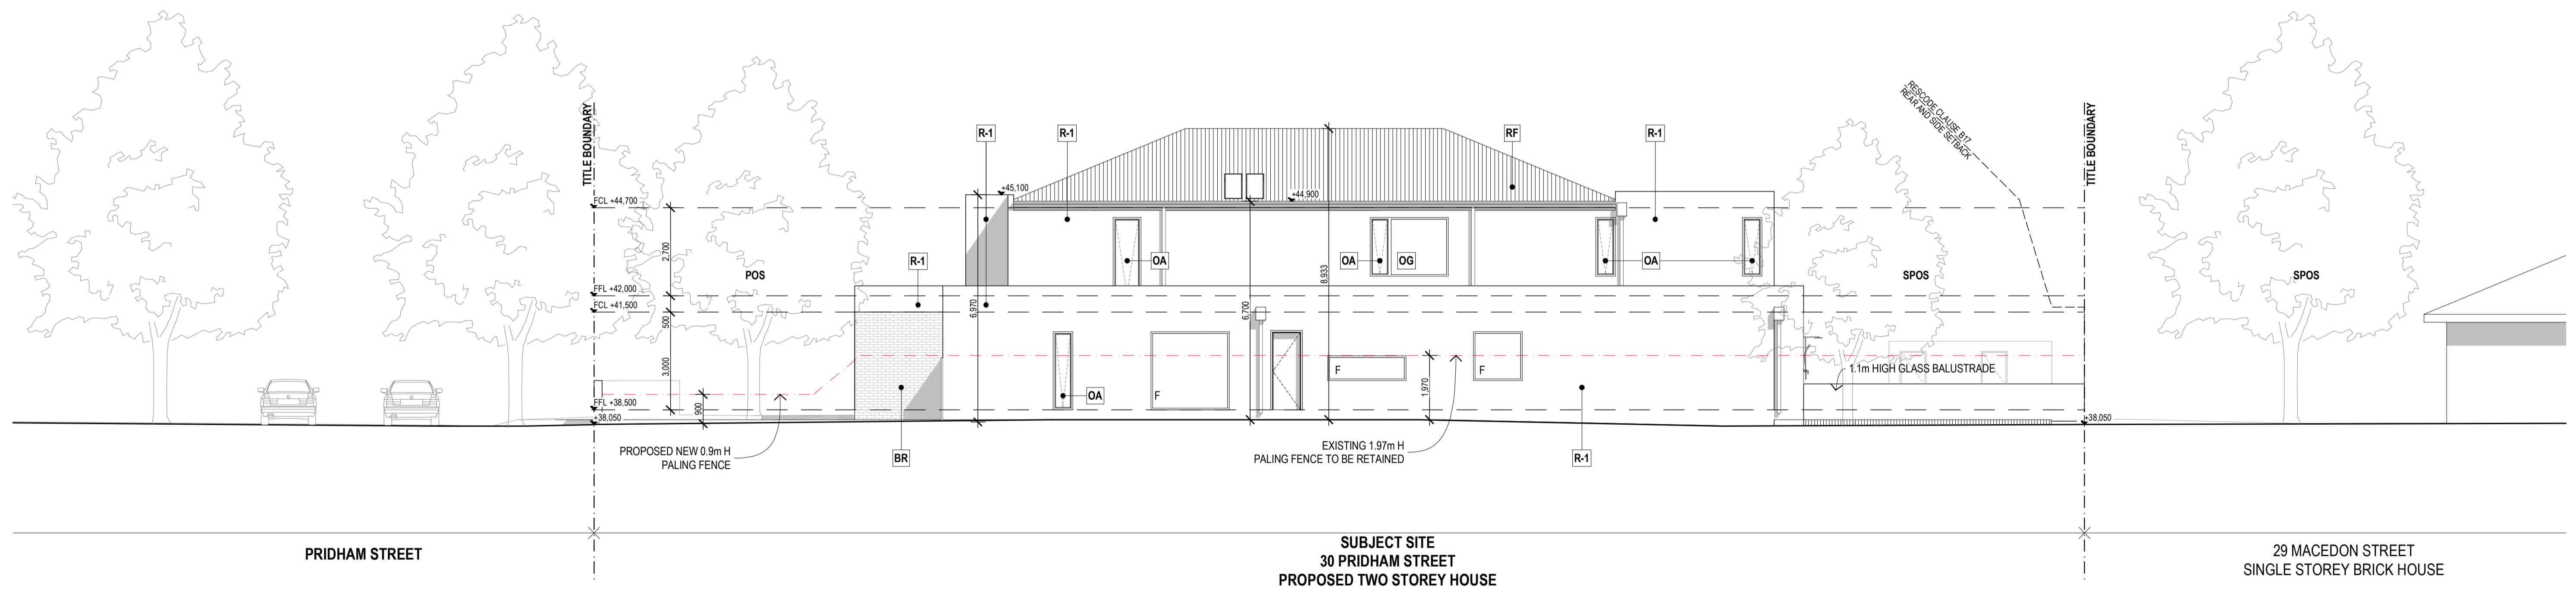 RESCODE CLAUSE B17
REAR AND SIDE SETBACK
TITLE BOUNDARY
TITLE BOUNDARY
R-1
R-1
RF
R-1
+45,100
+44,900
FCL +44,700
2,700
R-1
POS
OA
OA
OG
OA
SPOS
SPOS
8,933
FFL +42,000
FCL +41,500
500
6,970
6,700
3,000
F
F
1.1m HIGH GLASS BALUSTRADE
1,970
OA
F
FFL +38,500
900
+38,050
+38,050
PROPOSED NEW 0.9m H
PALING FENCE
BR
EXISTING 1.97m H
PALING FENCE TO BE RETAINED
R-1
PRIDHAM STREET
SUBJECT SITE
30 PRIDHAM STREET
PROPOSED TWO STOREY HOUSE
29 MACEDON STREET
SINGLE STOREY BRICK HOUSE